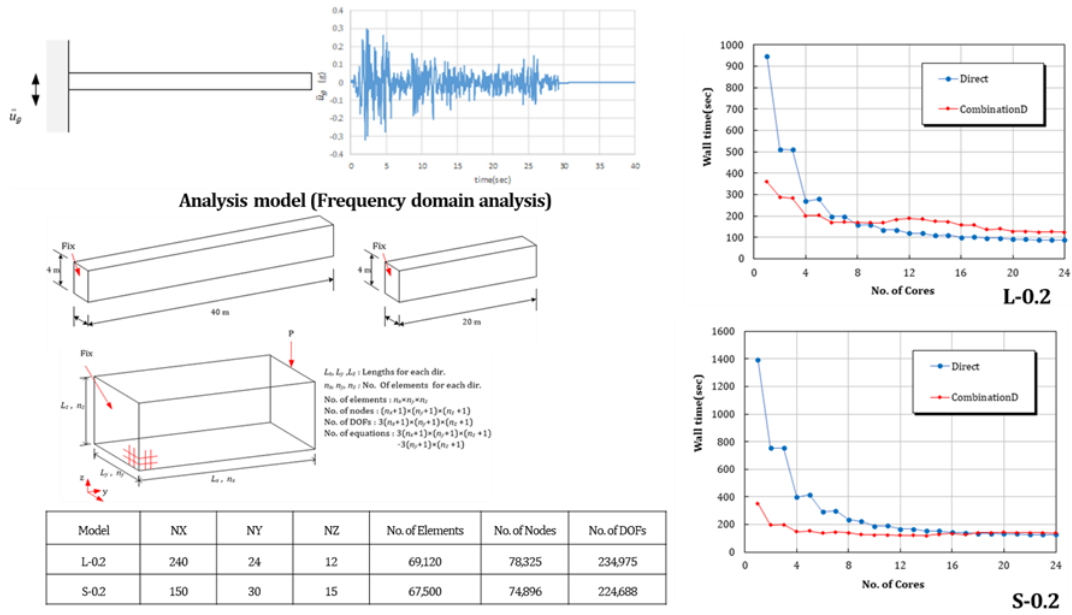 ü_g
ü_g (g)
0.4
0.3
0.2
0.1
0
-0.1
-0.2
-0.3
-0.4
0 5 10 15 20 25 30 35 40
time(sec)
Analysis model (Frequency domain analysis)
Fix
4 m
40 m
Fix
4 m
20 m
P
Fix
L_z , n_z
L_y , n_y
L_x , n_x
z
y
L_x, L_y ,L_z : Lengths for each dir.
n_x, n_y, n_z : No. Of elements for each dir.
No. of elements : n_x×n_y×n_z
No. of nodes : (n_x+1)×(n_y+1)×(n_z +1)
No. of DOFs : 3(n_x+1)×(n_y+1)×(n_z +1)
No. of equations : 3(n_x+1)×(n_y+1)×(n_z +1)
-3(n_y+1)×(n_z +1)
Model NX NY NZ No. of Elements No. of Nodes No. of DOFs
L-0.2 240 24 12 69,120 78,325 234,975
S-0.2 150 30 15 67,500 74,896 224,688
Wall time(sec)
1000
900
800
700
600
500
400
300
200
100
0
Direct
CombinationD
0 4 8 12 16 20 24
No. of Cores
L-0.2
Wall time(sec)
1600
1400
1200
1000
800
600
400
200
0
Direct
CombinationD
0 4 8 12 16 20 24
No. of Cores
S-0.2